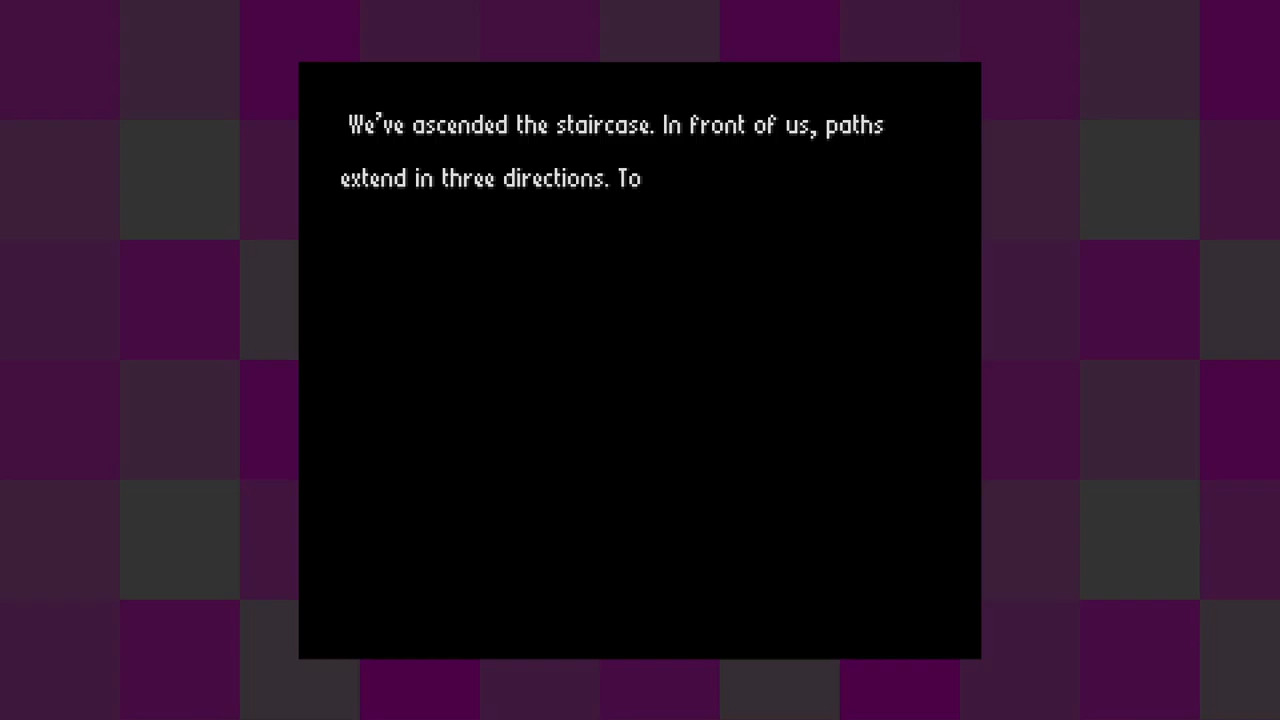 We've ascended the staircase. In front of us, paths
extend in three directions. To